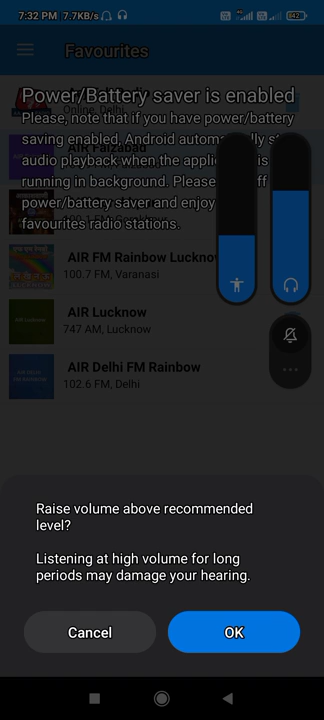 7:32 PM 7.7KB/s
842
Favourites
Power/Battery saver is enabled
Please, note that if you have power/battery
Online, Delhi
saving enabled, Android
AIR Faizabad
audio playback when the is
running in background. Please
power/battery saver and enjoy
favourites radio stations.
AIR FM Rainbow
100.7 FM, Varanasi
AIR Lucknow
747 AM, Lucknow
AIR Delhi FM Rainbow
102.6 FM, Delhi
Raise volume above recommended
level?
Listening at high volume for long
periods may damage your hearing.
Cancel
OK